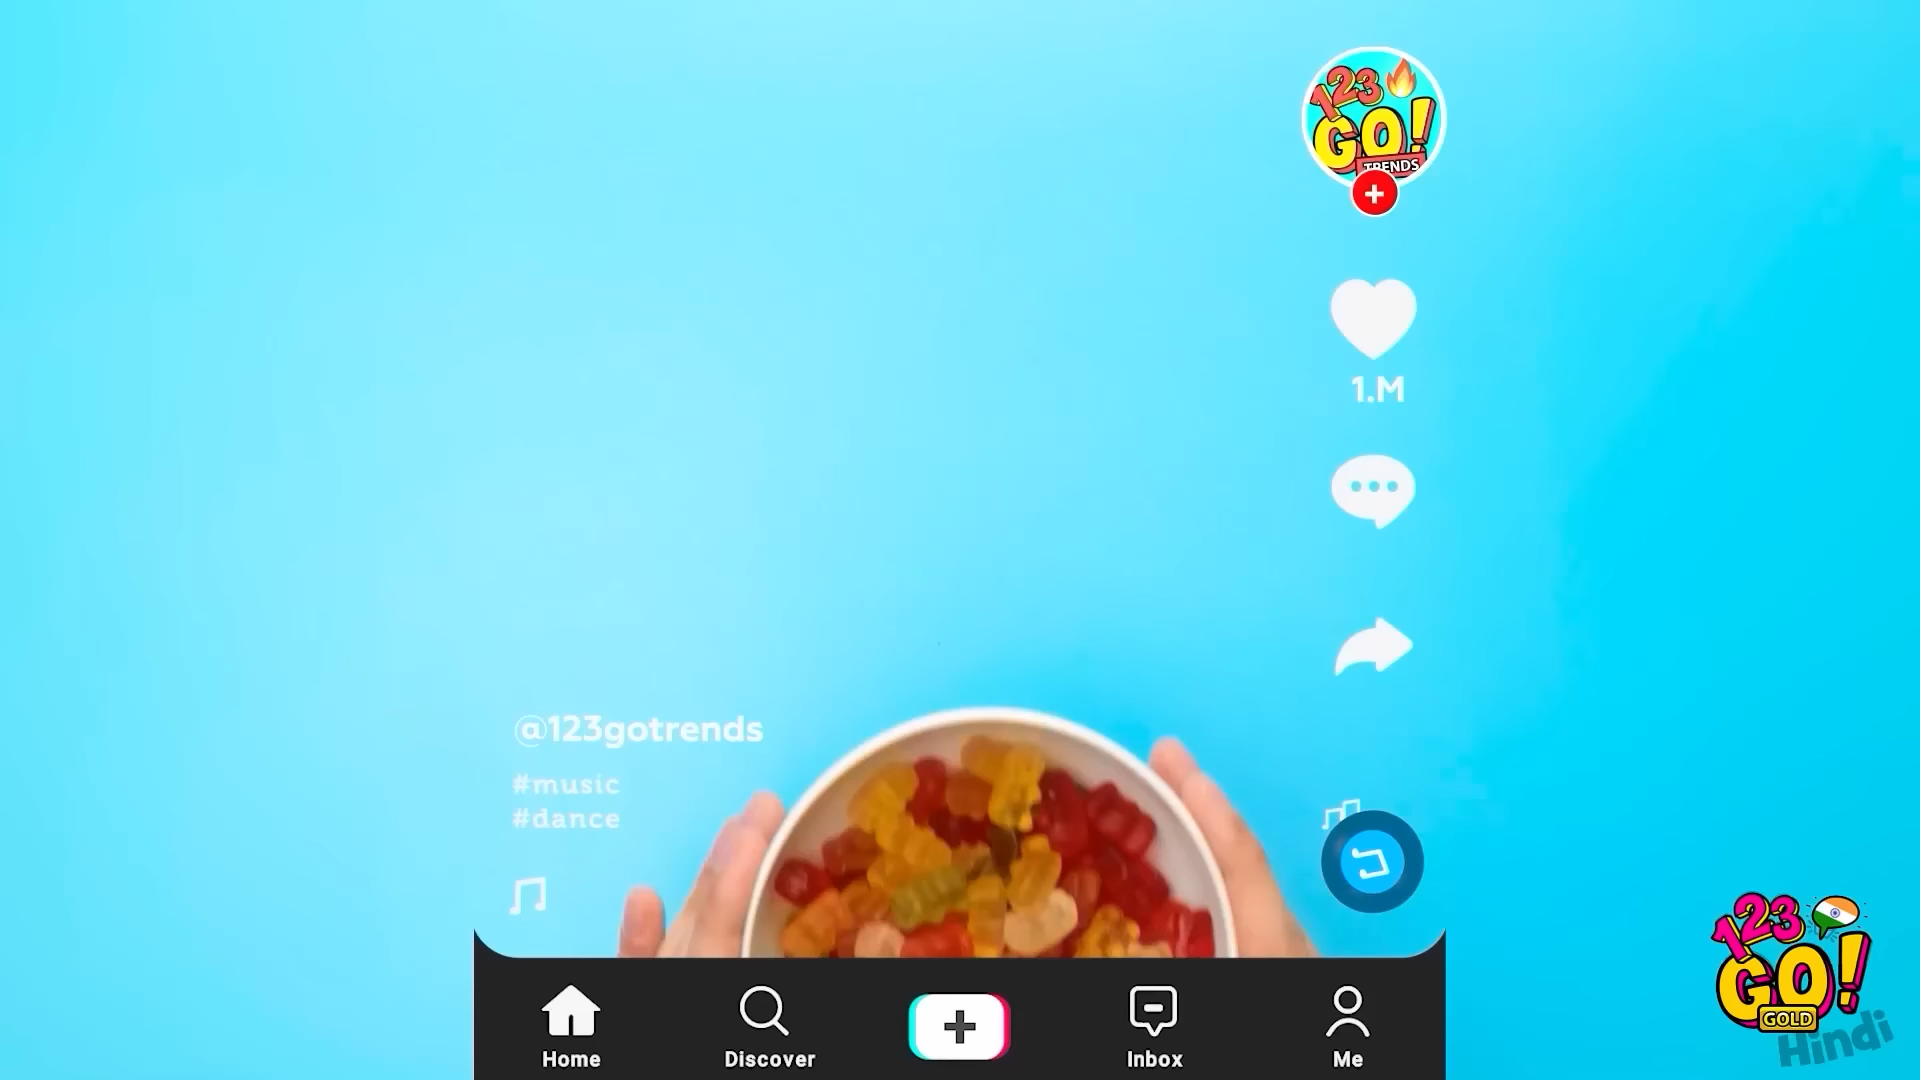 123
GO!
TRENDS
1.M
@123gotrends
#music
#dance
Home
Discover
Inbox
Me
123
GO!
GOLD
Hindi